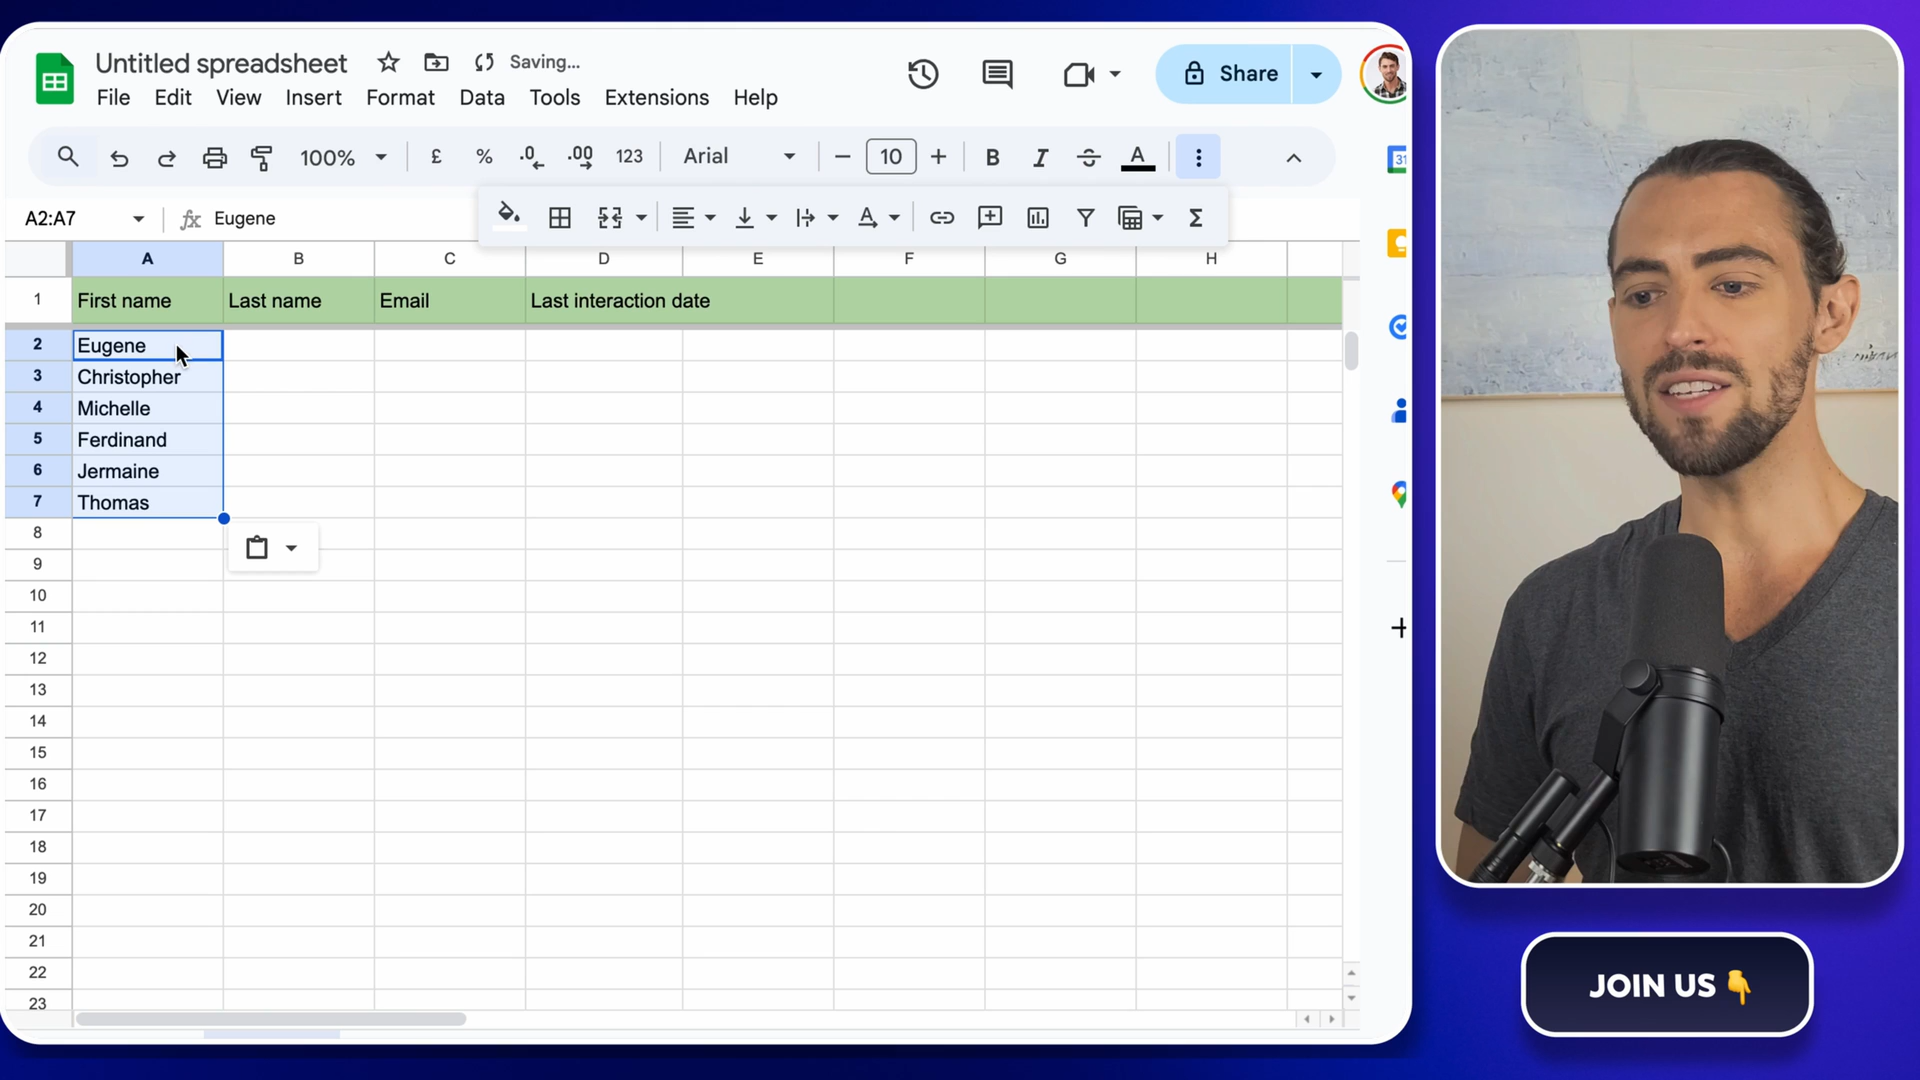 Untitled spreadsheet Saving...
File Edit View Insert Format Data Tools Extensions Help
Share
100% £ % .0 .00 123 Arial 10 B I S A
A2:A7 fx Eugene
A B C D E F G H
1 First name Last name Email Last interaction date
2 Eugene
3 Christopher
4 Michelle
5 Ferdinand
6 Jermaine
7 Thomas
8
9
10
11
12
13
14
15
16
17
18
19
20
21
22
23
31
JOIN US